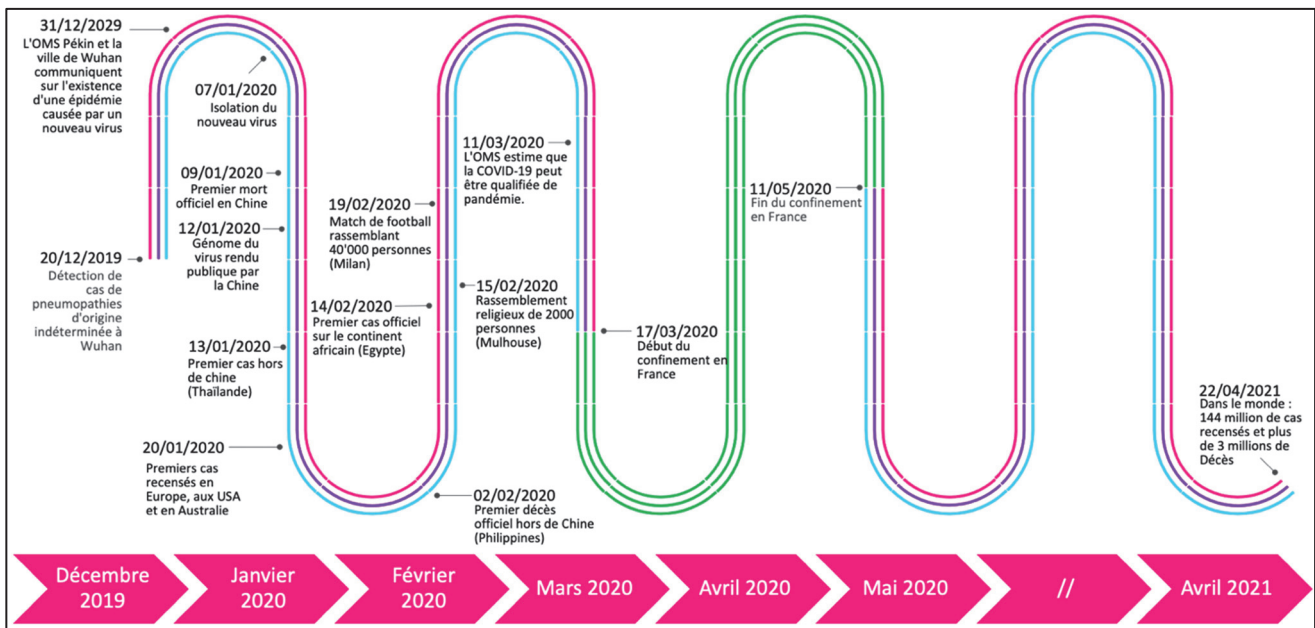 31/12/2029
L'OMS Pékin et la
ville de Wuhan
communiquent
sur l'existence
d'une épidémie
causée par un
nouveau virus
07/01/2020
Isolation du
nouveau virus
09/01/2020
Premier mort
officiel en Chine
12/01/2020
Génome du
virus rendu
publique par
la Chine
20/12/2019
Détection de
cas de
pneumopathies
d'origine
indéterminée à
Wuhan
13/01/2020
Premier cas hors
de chine
(Thaïlande)
20/01/2020
Premiers cas
recensés en
Europe, aux USA
et en Australie
19/02/2020
Match de football
rassemblant
40'000 personnes
(Milan)
14/02/2020
Premier cas officiel
sur le continent
africain (Egypte)
02/02/2020
Premier décès
officiel hors de Chine
(Philippines)
11/03/2020
L'OMS estime que
la COVID-19 peut
être qualifiée de
pandémie.
15/02/2020
Rassemblement
religieux de 2000
personnes
(Mulhouse)
17/03/2020
Début du
confinement en
France
11/05/2020
Fin du confinement
en France
22/04/2021
Dans le monde :
144 million de cas
recensés et plus
de 3 millions de
Décès
Décembre
2019
Janvier
2020
Février
2020
Mars 2020
Avril 2020
Mai 2020
//
Avril 2021